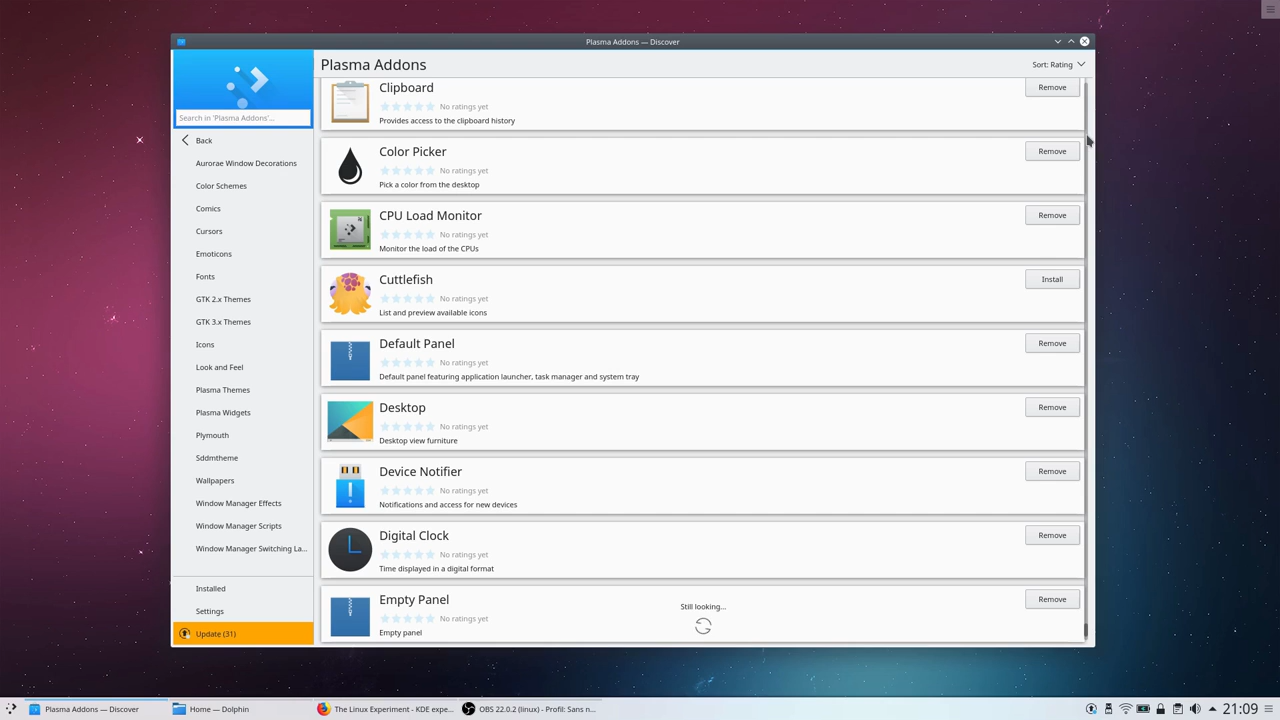 Plasma Addons — Discover
Plasma Addons
Sort: Rating
Search in 'Plasma Addons'...
Back
Aurorae Window Decorations
Color Schemes
Comics
Cursors
Emoticons
Fonts
GTK 2.x Themes
GTK 3.x Themes
Icons
Look and Feel
Plasma Themes
Plasma Widgets
Plymouth
Sddmtheme
Wallpapers
Window Manager Effects
Window Manager Scripts
Window Manager Switching La...
Installed
Settings
Update (31)
Clipboard
Remove
No ratings yet
Provides access to the clipboard history
Color Picker
Remove
No ratings yet
Pick a color from the desktop
CPU Load Monitor
Remove
No ratings yet
Monitor the load of the CPUs
Cuttlefish
Install
No ratings yet
List and preview available icons
Default Panel
Remove
No ratings yet
Default panel featuring application launcher, task manager and system tray
Desktop
Remove
No ratings yet
Desktop view furniture
Device Notifier
Remove
No ratings yet
Notifications and access for new devices
Digital Clock
Remove
No ratings yet
Time displayed in a digital format
Empty Panel
Remove
Still looking...
No ratings yet
Empty panel
Plasma Addons — Discover
Home — Dolphin
The Linux Experiment - KDE expe...
OBS 22.0.2 (linux) - Profil: Sans n...
21:09